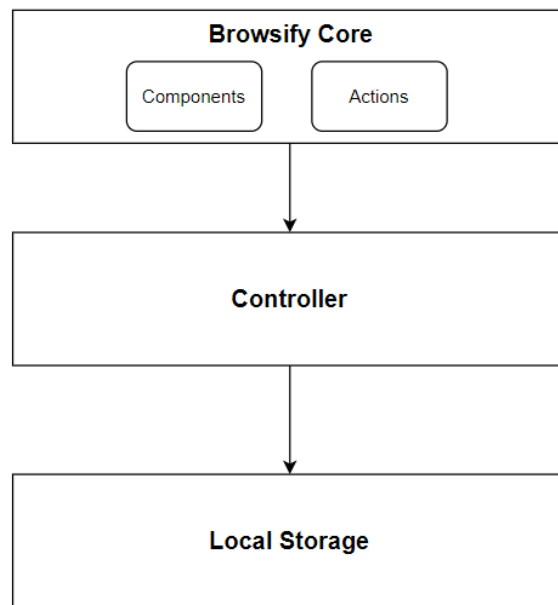 Browsify Core
Components
Actions
Controller
Local Storage